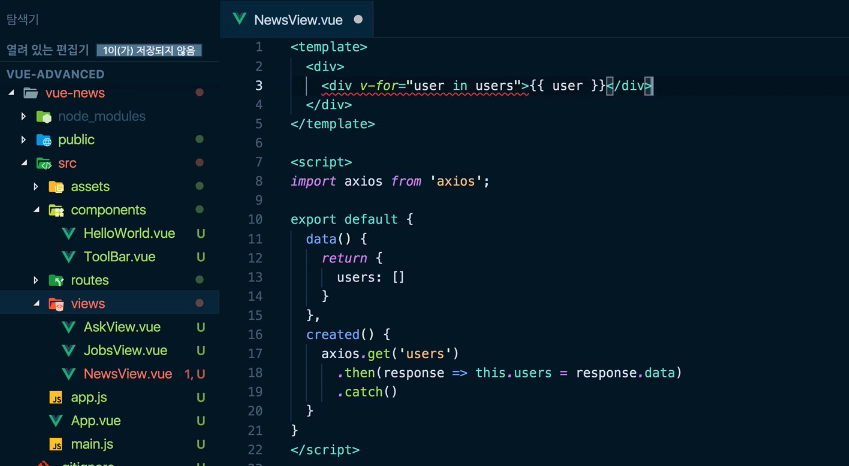 탐색기
열려 있는 편집기 1이(가) 저장되지 않음
VUE-ADVANCED
vue-news
node_modules
public
src
assets
components
HelloWorld.vue U
ToolBar.vue U
routes
views
AskView.vue U
JobsView.vue U
NewsView.vue 1, U
JS app.js U
App.vue U
JS main.js U
.gitignore U
NewsView.vue
1 <template>
2 <div>
3 <div v-for="user in users">{{ user }}</div>
4 </div>
5 </template>
6
7 <script>
8 import axios from 'axios';
9
10 export default {
11 data() {
12 return {
13 users: []
14 }
15 },
16 created() {
17 axios.get('users')
18 .then(response => this.users = response.data)
19 .catch()
20 }
21 }
22 </script>
23